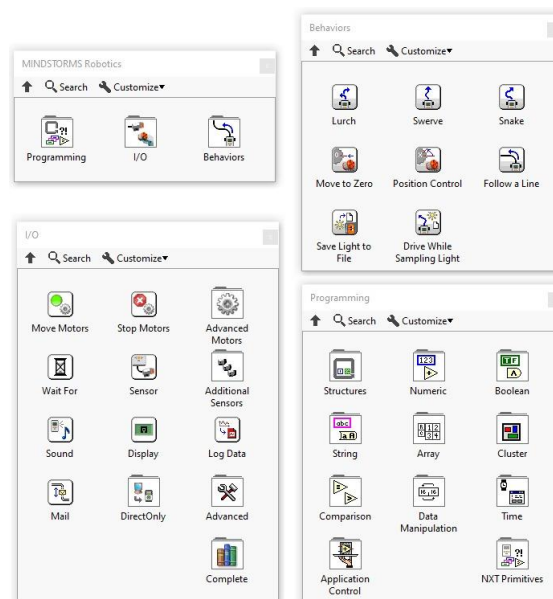 MINDSTORMS Robotics
Search Customize▾
Programming I/O Behaviors
I/O
Search Customize▾
Move Motors Stop Motors Advanced
Motors
Wait For Sensor Additional
Sensors
Sound Display Log Data
Mail DirectOnly Advanced
Complete
Behaviors
Search Customize▾
Lurch Swerve Snake
Move to Zero Position Control Follow a Line
Save Light to Drive While
File Sampling Light
Programming
Search Customize▾
Structures Numeric Boolean
123
TF
abc
String Array Cluster
Comparison Data Time
Manipulation
Application NXT Primitives
Control